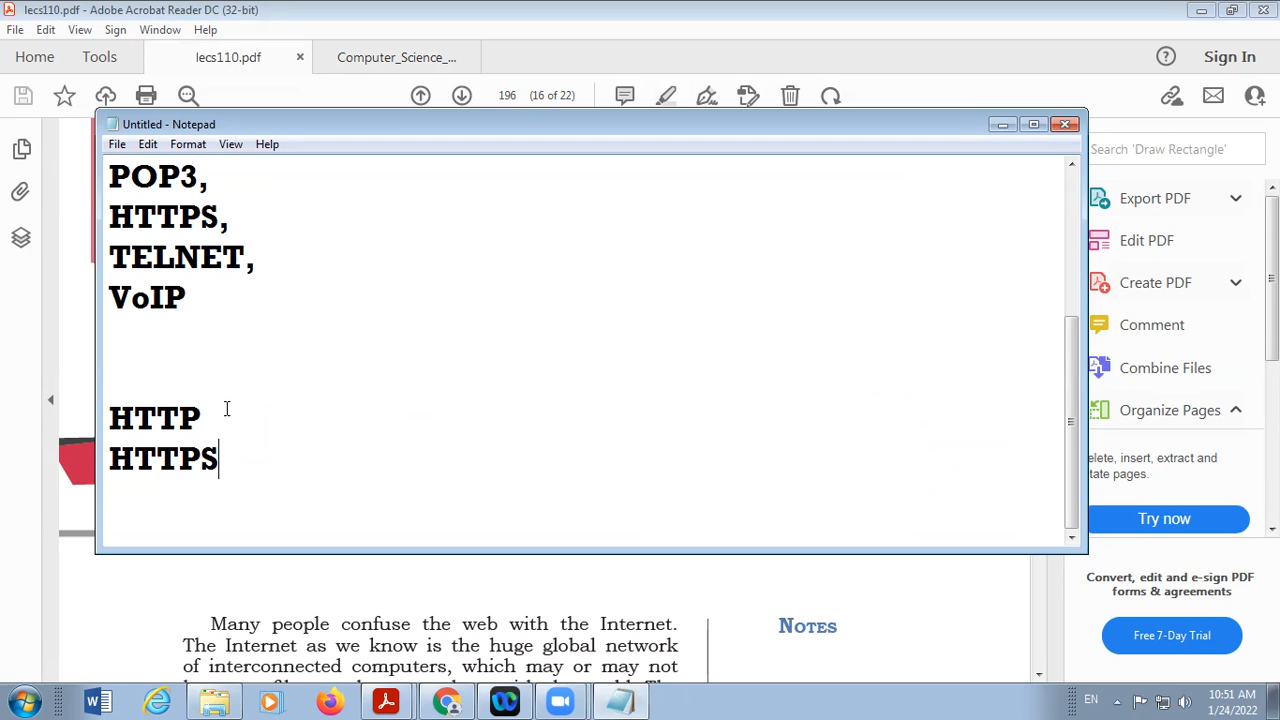 lecs110.pdf - Adobe Acrobat Reader DC (32-bit)
File Edit View Sign Window Help
Home Tools lecs110.pdf × Computer_Science_... Sign In
196 (16 of 22)
Untitled - Notepad
File Edit Format View Help
POP3,
HTTPS,
TELNET,
VoIP
HTTP
HTTPS
Search 'Draw Rectangle'
Export PDF
Edit PDF
Create PDF
Comment
Combine Files
Organize Pages
elete, insert, extract and
tate pages.
Try now
Convert, edit and e-sign PDF
forms & agreements
Free 7-Day Trial
Many people confuse the web with the Internet.
The Internet as we know is the huge global network
of interconnected computers, which may or may not
NOTES
EN
10:51 AM
1/24/2022